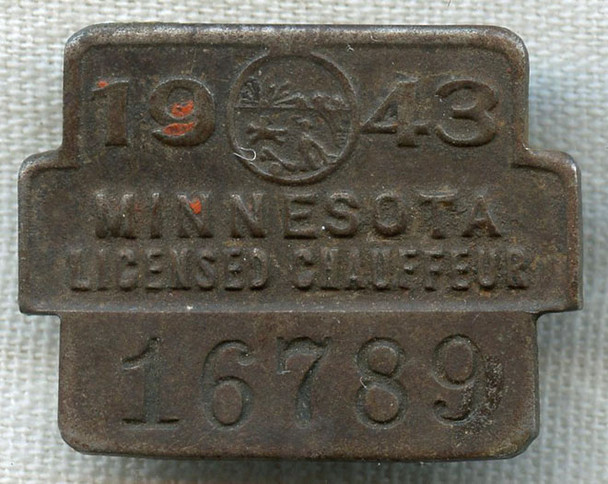 1943
MINNESOTA
LICENSED CHAUFFEUR
16789